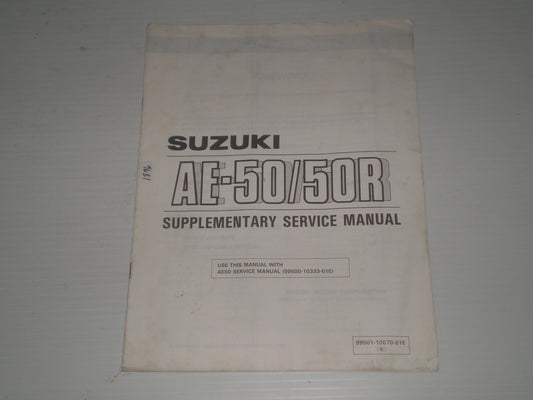 SUZUKI
AE-50/50R
SUPPLEMENTARY SERVICE MANUAL
USE THIS MANUAL WITH
AE50 SERVICE MANUAL (99500-10333-01E)
99501-10070-01E
(英)